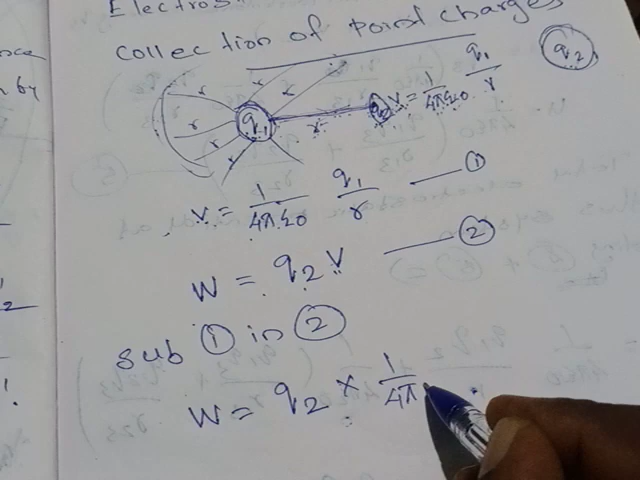 Electros
collection of point charges
q₁ r r r r r r r V = 1/4πε₀ q₁/r q₂
V = 1/4πε₀ q₁/r — ①
W = q₂ V — ②
sub ① in ②
W = q₂ × 1/4π